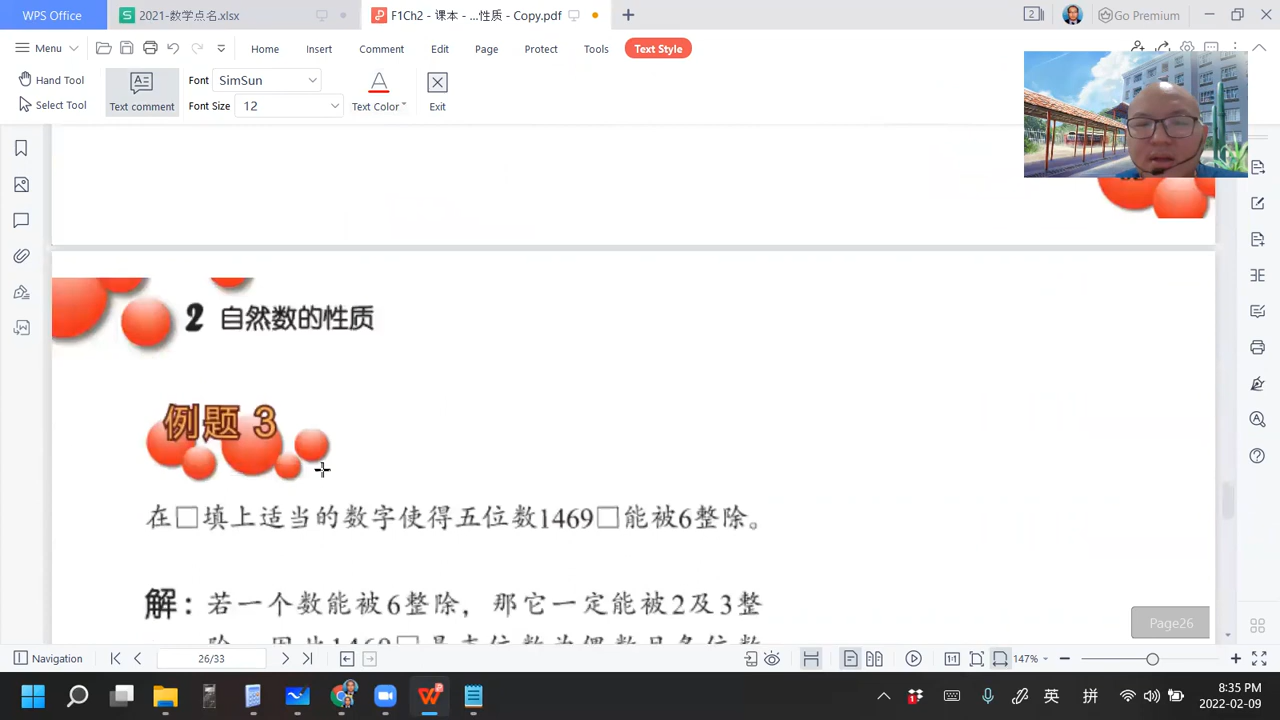 WPS Office
2021-数学点名.xlsx
F1Ch2 - 课本 - ...性质 - Copy.pdf
2
Go Premium
Menu
Home
Insert
Comment
Edit
Page
Protect
Tools
Text Style
Hand Tool
Select Tool
Text comment
Font
SimSun
Font Size
12
Text Color
Exit
2 自然数的性质
例题 3
在□填上适当的数字使得五位数1469□能被6整除。
解：若一个数能被6整除，那它一定能被2及3整
Page26
Navigation
26/33
147%
英
拼
8:35 PM
2022-02-09